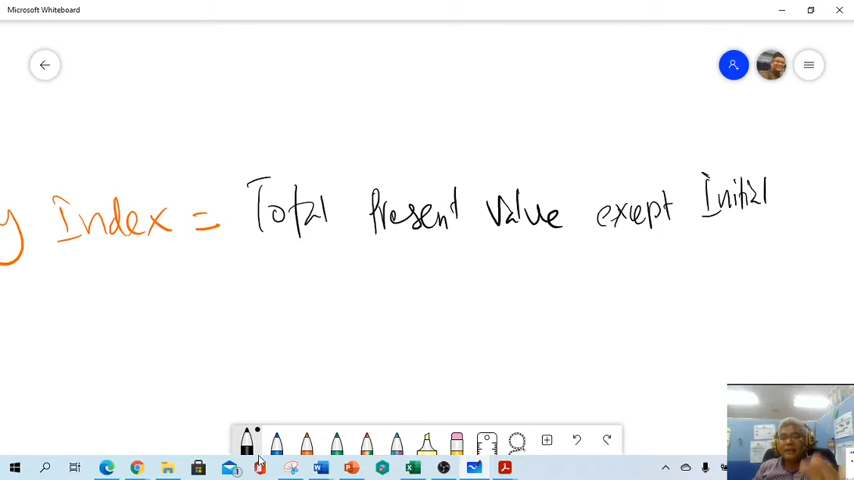 Microsoft Whiteboard
y Index = Total Present value except Initial